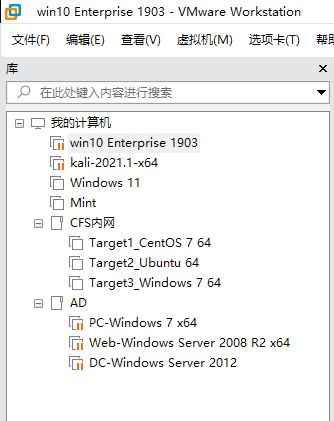 win10 Enterprise 1903 - VMware Workstation
文件(F) 编辑(E) 查看(V) 虚拟机(M) 选项卡(T) 帮助
库
在此处键入内容进行搜索
我的计算机
win10 Enterprise 1903
kali-2021.1-x64
Windows 11
Mint
CFS内网
Target1_CentOS 7 64
Target2_Ubuntu 64
Target3_Windows 7 64
AD
PC-Windows 7 x64
Web-Windows Server 2008 R2 x64
DC-Windows Server 2012